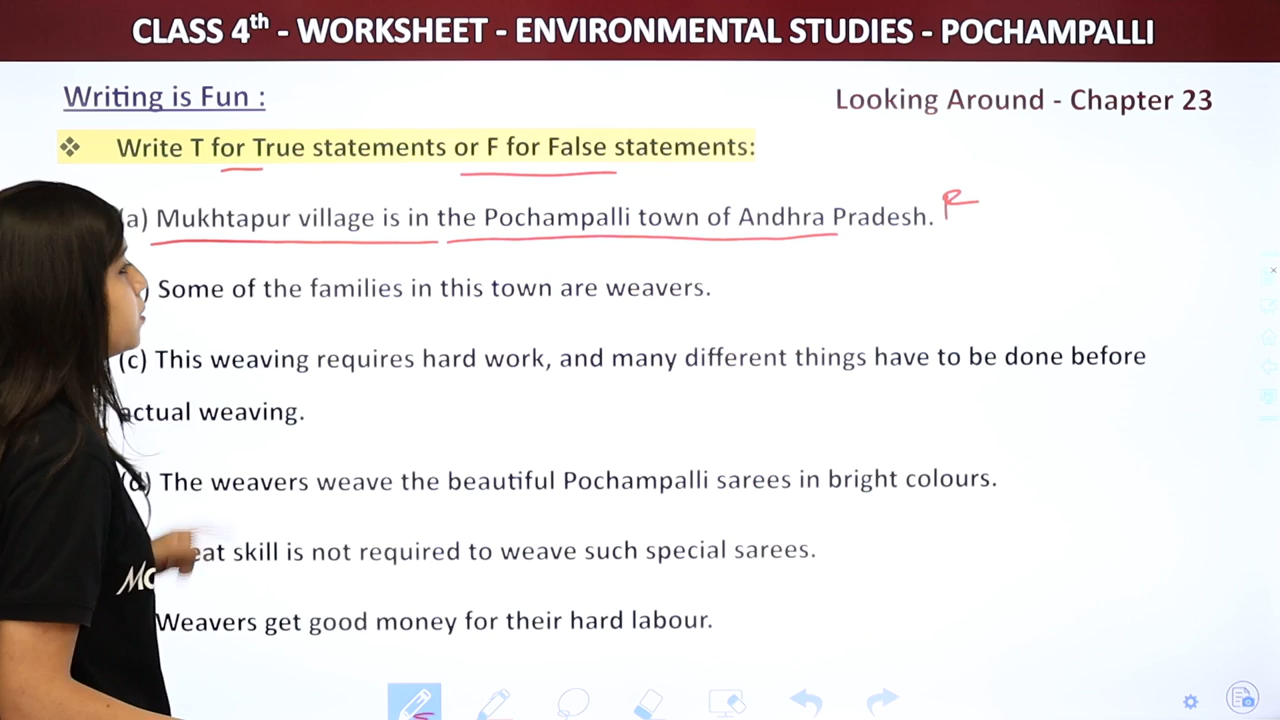 CLASS 4th - WORKSHEET - ENVIRONMENTAL STUDIES - POCHAMPALLI
Writing is Fun :
Looking Around - Chapter 23
❖ Write T for True statements or F for False statements:
(a) Mukhtapur village is in the Pochampalli town of Andhra Pradesh.
) Some of the families in this town are weavers.
(c) This weaving requires hard work, and many different things have to be done before
actual weaving.
(d) The weavers weave the beautiful Pochampalli sarees in bright colours.
eat skill is not required to weave such special sarees.
Weavers get good money for their hard labour.